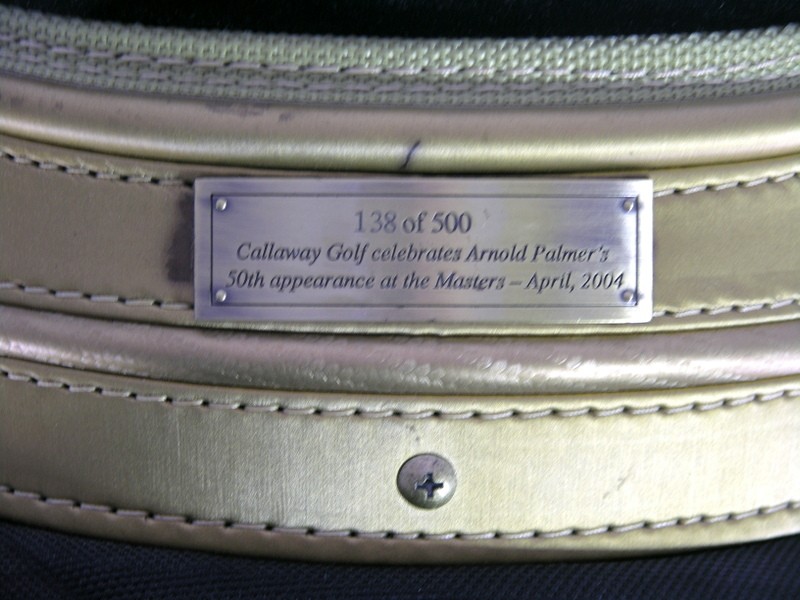 138 of 500
Callaway Golf celebrates Arnold Palmer's
50th appearance at the Masters – April, 2004